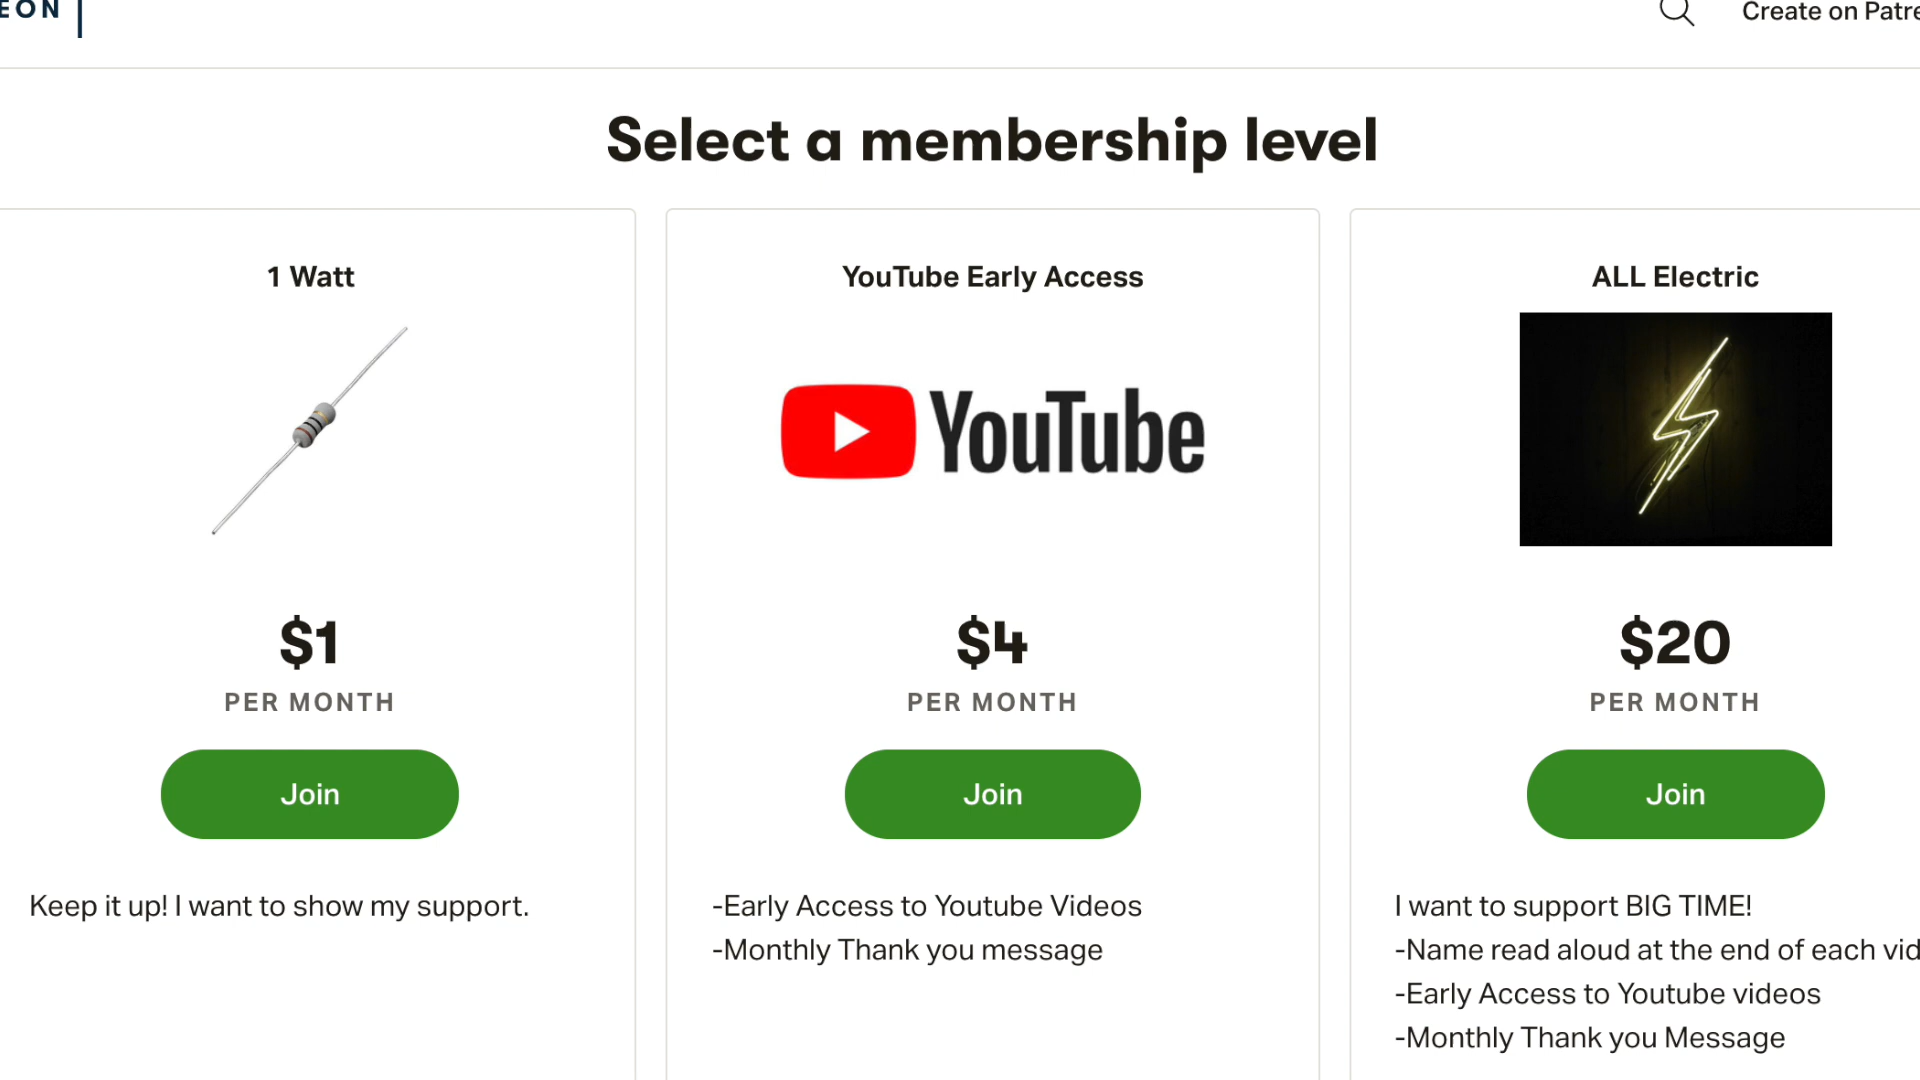 EON
Create on Patre
Select a membership level
1 Watt
YouTube Early Access
ALL Electric
YouTube
$1
$4
$20
PER MONTH
PER MONTH
PER MONTH
Join
Join
Join
Keep it up! I want to show my support.
-Early Access to Youtube Videos
-Monthly Thank you message
I want to support BIG TIME!
-Name read aloud at the end of each vid
-Early Access to Youtube videos
-Monthly Thank you Message